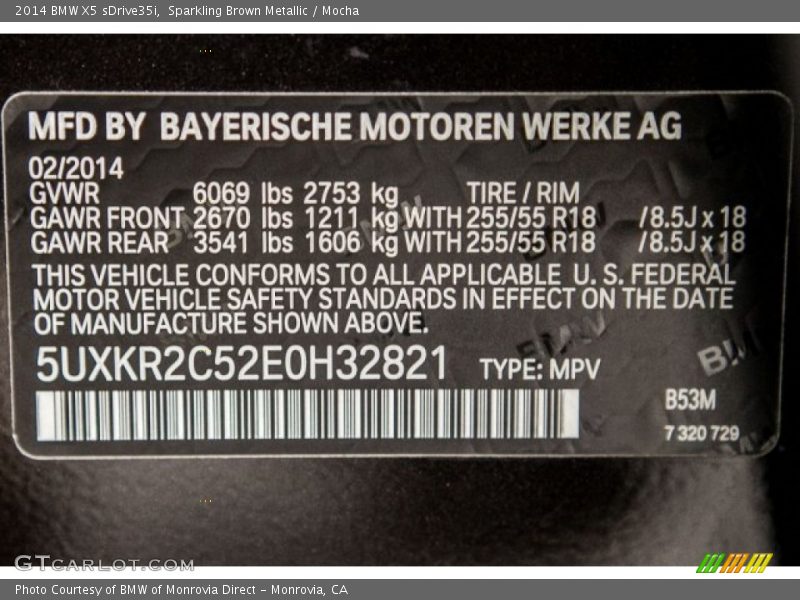 2014 BMW X5 sDrive35i, Sparkling Brown Metallic / Mocha
MFD BY BAYERISCHE MOTOREN WERKE AG
02/2014
GVWR 6069 lbs 2753 kg TIRE / RIM
GAWR FRONT 2670 lbs 1211 kg WITH 255/55 R18 /8.5J x 18
GAWR REAR 3541 lbs 1606 kg WITH 255/55 R18 /8.5J x 18
THIS VEHICLE CONFORMS TO ALL APPLICABLE U. S. FEDERAL
MOTOR VEHICLE SAFETY STANDARDS IN EFFECT ON THE DATE
OF MANUFACTURE SHOWN ABOVE.
5UXKR2C52E0H32821 TYPE: MPV
B53M
7 320 729
GTCARLOT.COM
Photo Courtesy of BMW of Monrovia Direct - Monrovia, CA